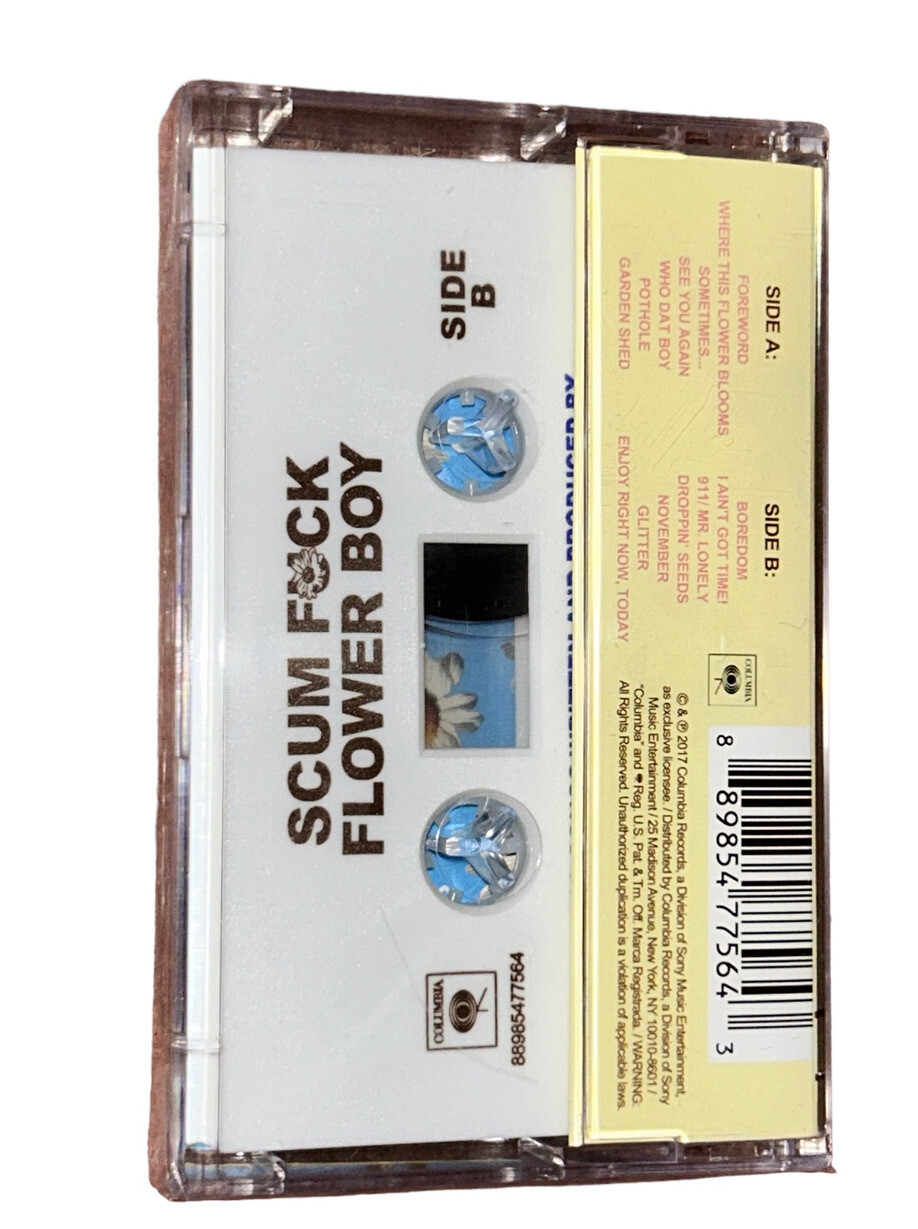 SIDE A:
FOREWORD
WHERE THIS FLOWER BLOOMS
SOMETIMES...
SEE YOU AGAIN
WHO DAT BOY
POTHOLE
GARDEN SHED
SIDE B:
BOREDOM
I AIN'T GOT TIME!
911/ MR. LONELY
DROPPIN' SEEDS
NOVEMBER
GLITTER
ENJOY RIGHT NOW, TODAY
COLUMBIA
8 89854 77564 3
© & ℗ 2017 Columbia Records, a Division of Sony Music Entertainment,
as exclusive licensee. / Distributed by Columbia Records, a Division of Sony
Music Entertainment / 25 Madison Avenue, New York, NY 10010-8601 /
"Columbia" and Reg. U.S. Pat. & Tm. Off. Marca Registrada. / WARNING:
All Rights Reserved. Unauthorized duplication is a violation of applicable laws.
SIDE
B
SCUM F CK
FLOWER BOY
COLUMBIA
88985477564